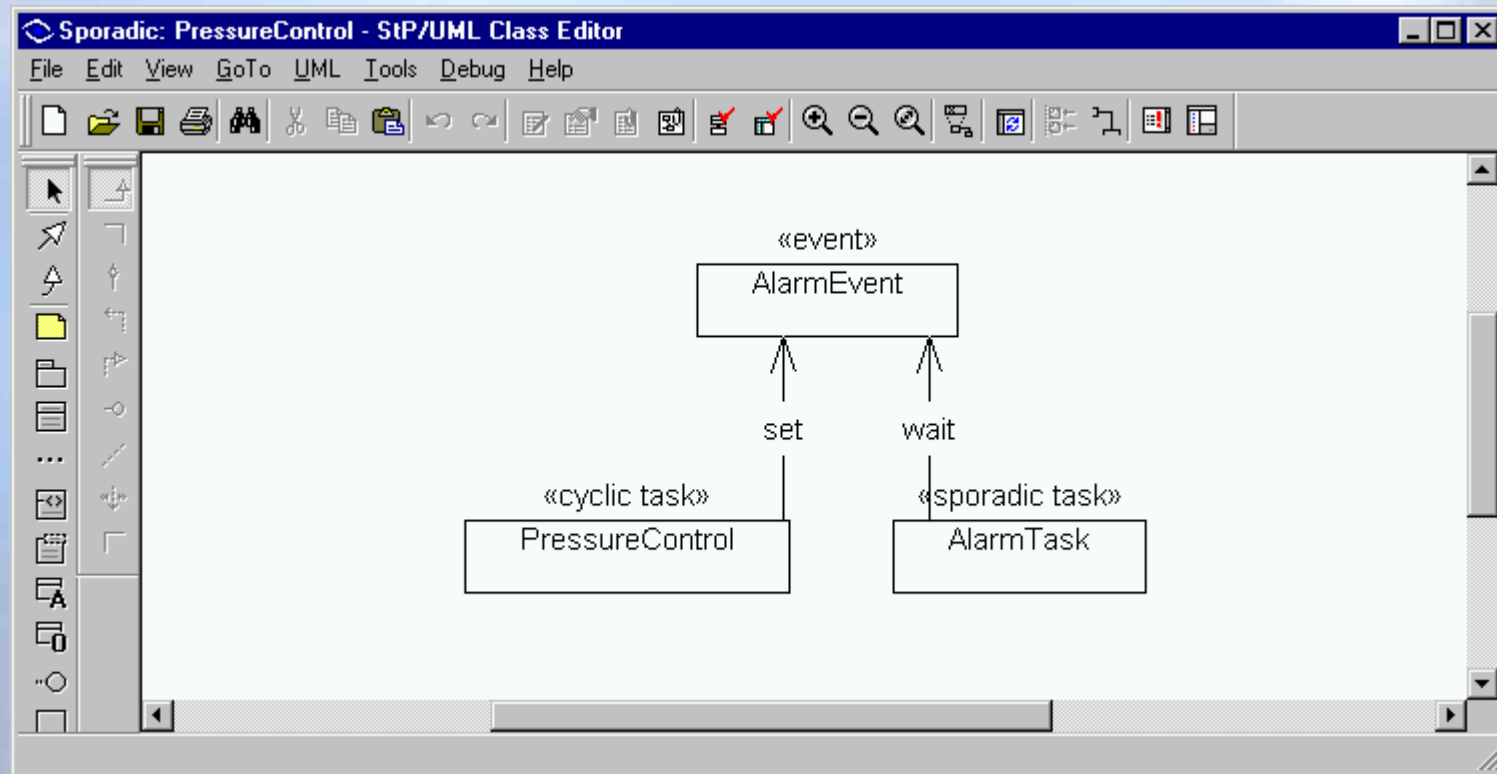 Sporadic: PressureControl - StP/UML Class Editor
File Edit View GoTo UML Tools Debug Help
«event»
AlarmEvent
set wait
«cyclic task» «sporadic task»
PressureControl AlarmTask